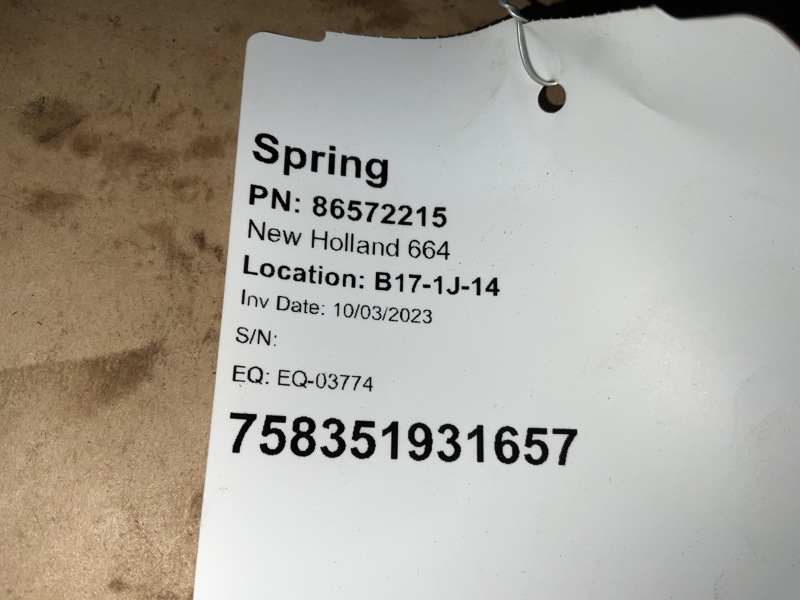 Spring
PN: 86572215
New Holland 664
Location: B17-1J-14
Inv Date: 10/03/2023
S/N:
EQ: EQ-03774
758351931657